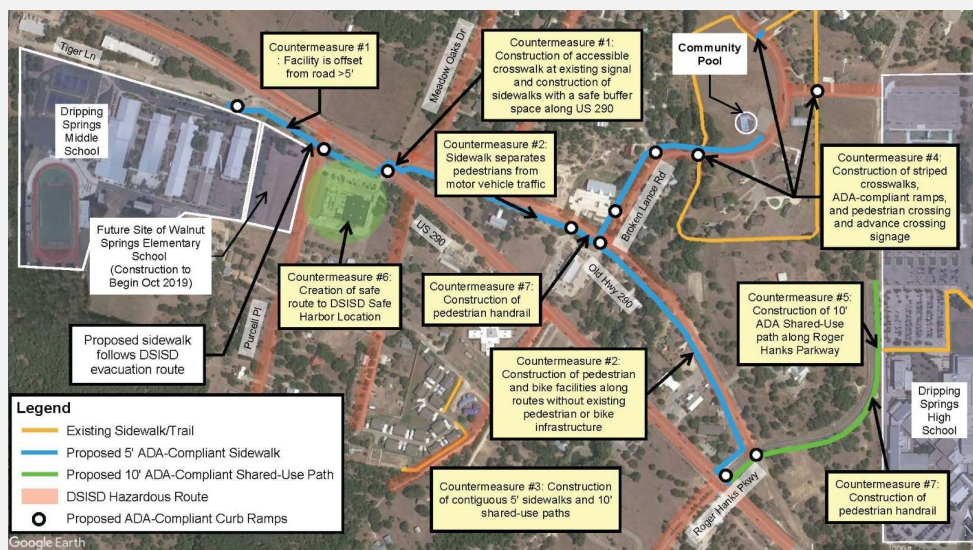 Tiger Ln
Countermeasure #1
: Facility is offset
from road >5'
Meadow Oaks Dr
Countermeasure #1:
Construction of accessible
crosswalk at existing signal
and construction of
sidewalks with a safe buffer
space along US 290
Community
Pool
Dripping
Springs
Middle
School
Countermeasure #2:
Sidewalk separates
pedestrians from
motor vehicle traffic
Broken Lance Rd
Countermeasure #4:
Construction of striped
crosswalks,
ADA-compliant ramps,
and pedestrian crossing
and advance crossing
signage
Future Site of Walnut
Springs Elementary
School
(Construction to
Begin Oct 2019)
US 290
Old Hwy 290
Countermeasure #6:
Creation of safe
route to DSISD Safe
Harbor Location
Countermeasure #7:
Construction of
pedestrian handrail
Countermeasure #5:
Construction of 10'
ADA Shared-Use
path along Roger
Hanks Parkway
Purcell Pl
Proposed sidewalk
follows DSISD
evacuation route
Countermeasure #2:
Construction of pedestrian
and bike facilities along
routes without existing
pedestrian or bike
infrastructure
Dripping
Springs
High
School
Legend
Existing Sidewalk/Trail
Proposed 5' ADA-Compliant Sidewalk
Proposed 10' ADA-Compliant Shared-Use Path
DSISD Hazardous Route
Proposed ADA-Compliant Curb Ramps
Countermeasure #3: Construction
of contiguous 5' sidewalks and 10'
shared-use paths
Roger Hanks Pkwy
Countermeasure #7:
Construction of
pedestrian handrail
Google Earth
1000 ft